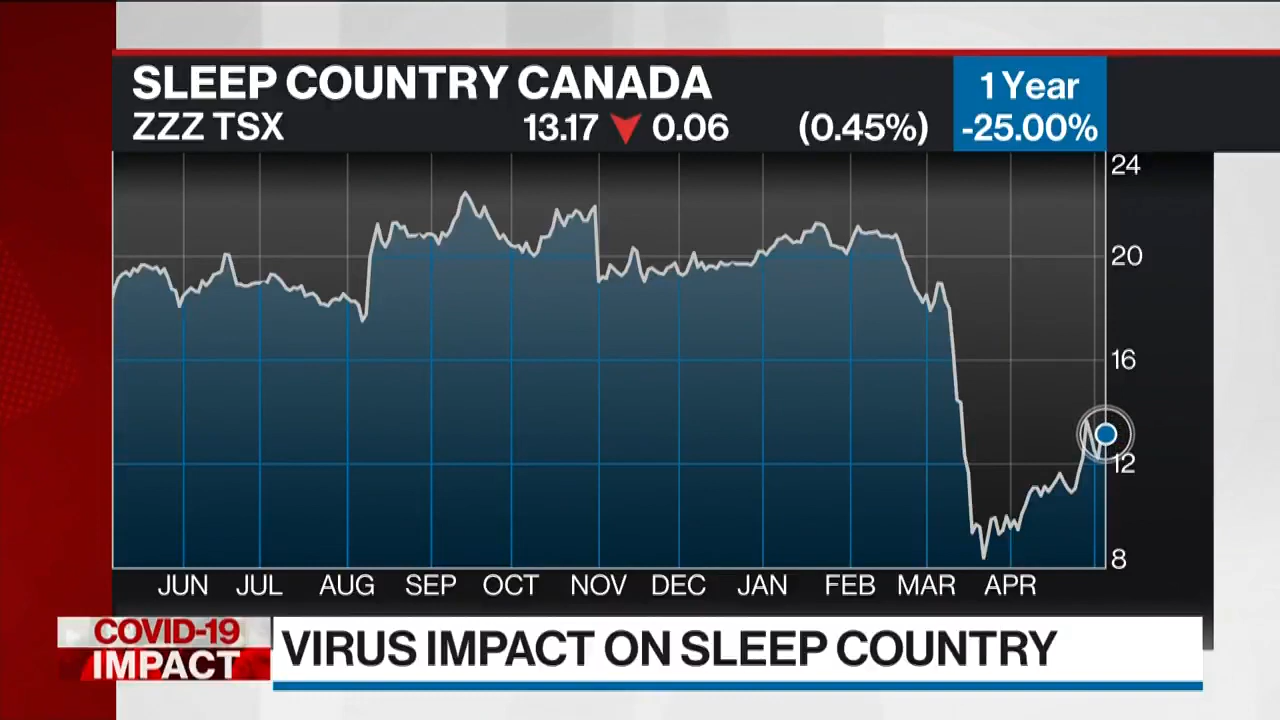 SLEEP COUNTRY CANADA
ZZZ TSX 13.17 0.06 (0.45%)
1 Year
-25.00%
24
20
16
12
8
JUN JUL AUG SEP OCT NOV DEC JAN FEB MAR APR
COVID-19
IMPACT
VIRUS IMPACT ON SLEEP COUNTRY